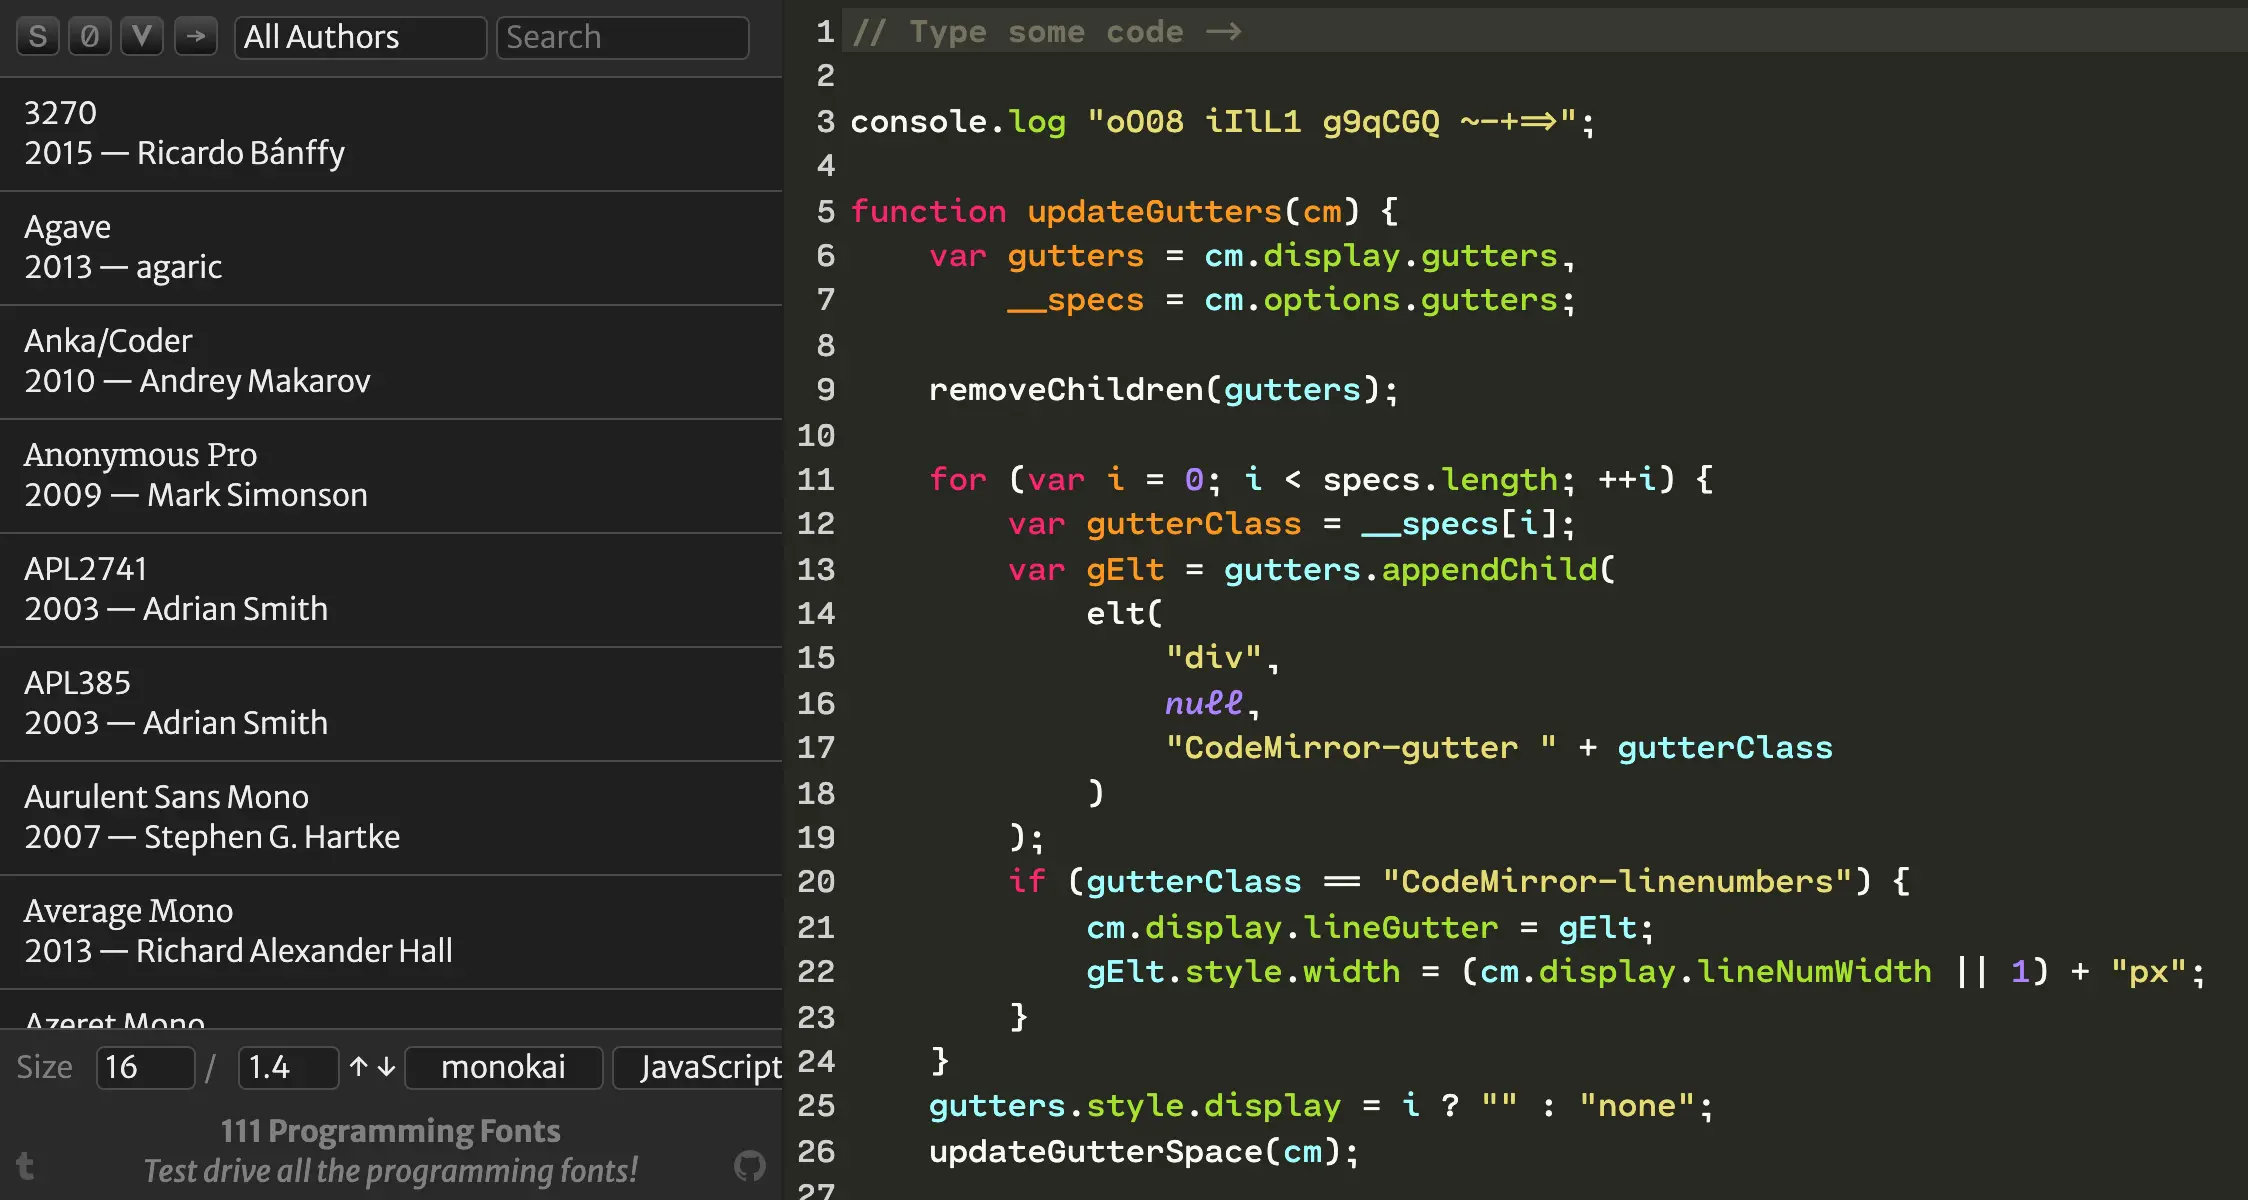 S 0 V → All Authors Search
3270
2015 — Ricardo Bánffy
Agave
2013 — agaric
Anka/Coder
2010 — Andrey Makarov
Anonymous Pro
2009 — Mark Simonson
APL2741
2003 — Adrian Smith
APL385
2003 — Adrian Smith
Aurulent Sans Mono
2007 — Stephen G. Hartke
Average Mono
2013 — Richard Alexander Hall
Azeret Mono
Size 16 / 1.4 ↑ ↓ monokai JavaScript
111 Programming Fonts
t Test drive all the programming fonts!
1 // Type some code ->
2
3 console.log "oO08 iIlL1 g9qCGQ ~-+=>";
4
5 function updateGutters(cm) {
6     var gutters = cm.display.gutters,
7         __specs = cm.options.gutters;
8
9     removeChildren(gutters);
10
11     for (var i = 0; i < specs.length; ++i) {
12         var gutterClass = __specs[i];
13         var gElt = gutters.appendChild(
14             elt(
15                 "div",
16                 null,
17                 "CodeMirror-gutter " + gutterClass
18             )
19         );
20         if (gutterClass == "CodeMirror-linenumbers") {
21             cm.display.lineGutter = gElt;
22             gElt.style.width = (cm.display.lineNumWidth || 1) + "px";
23         }
24     }
25     gutters.style.display = i ? "" : "none";
26     updateGutterSpace(cm);
27